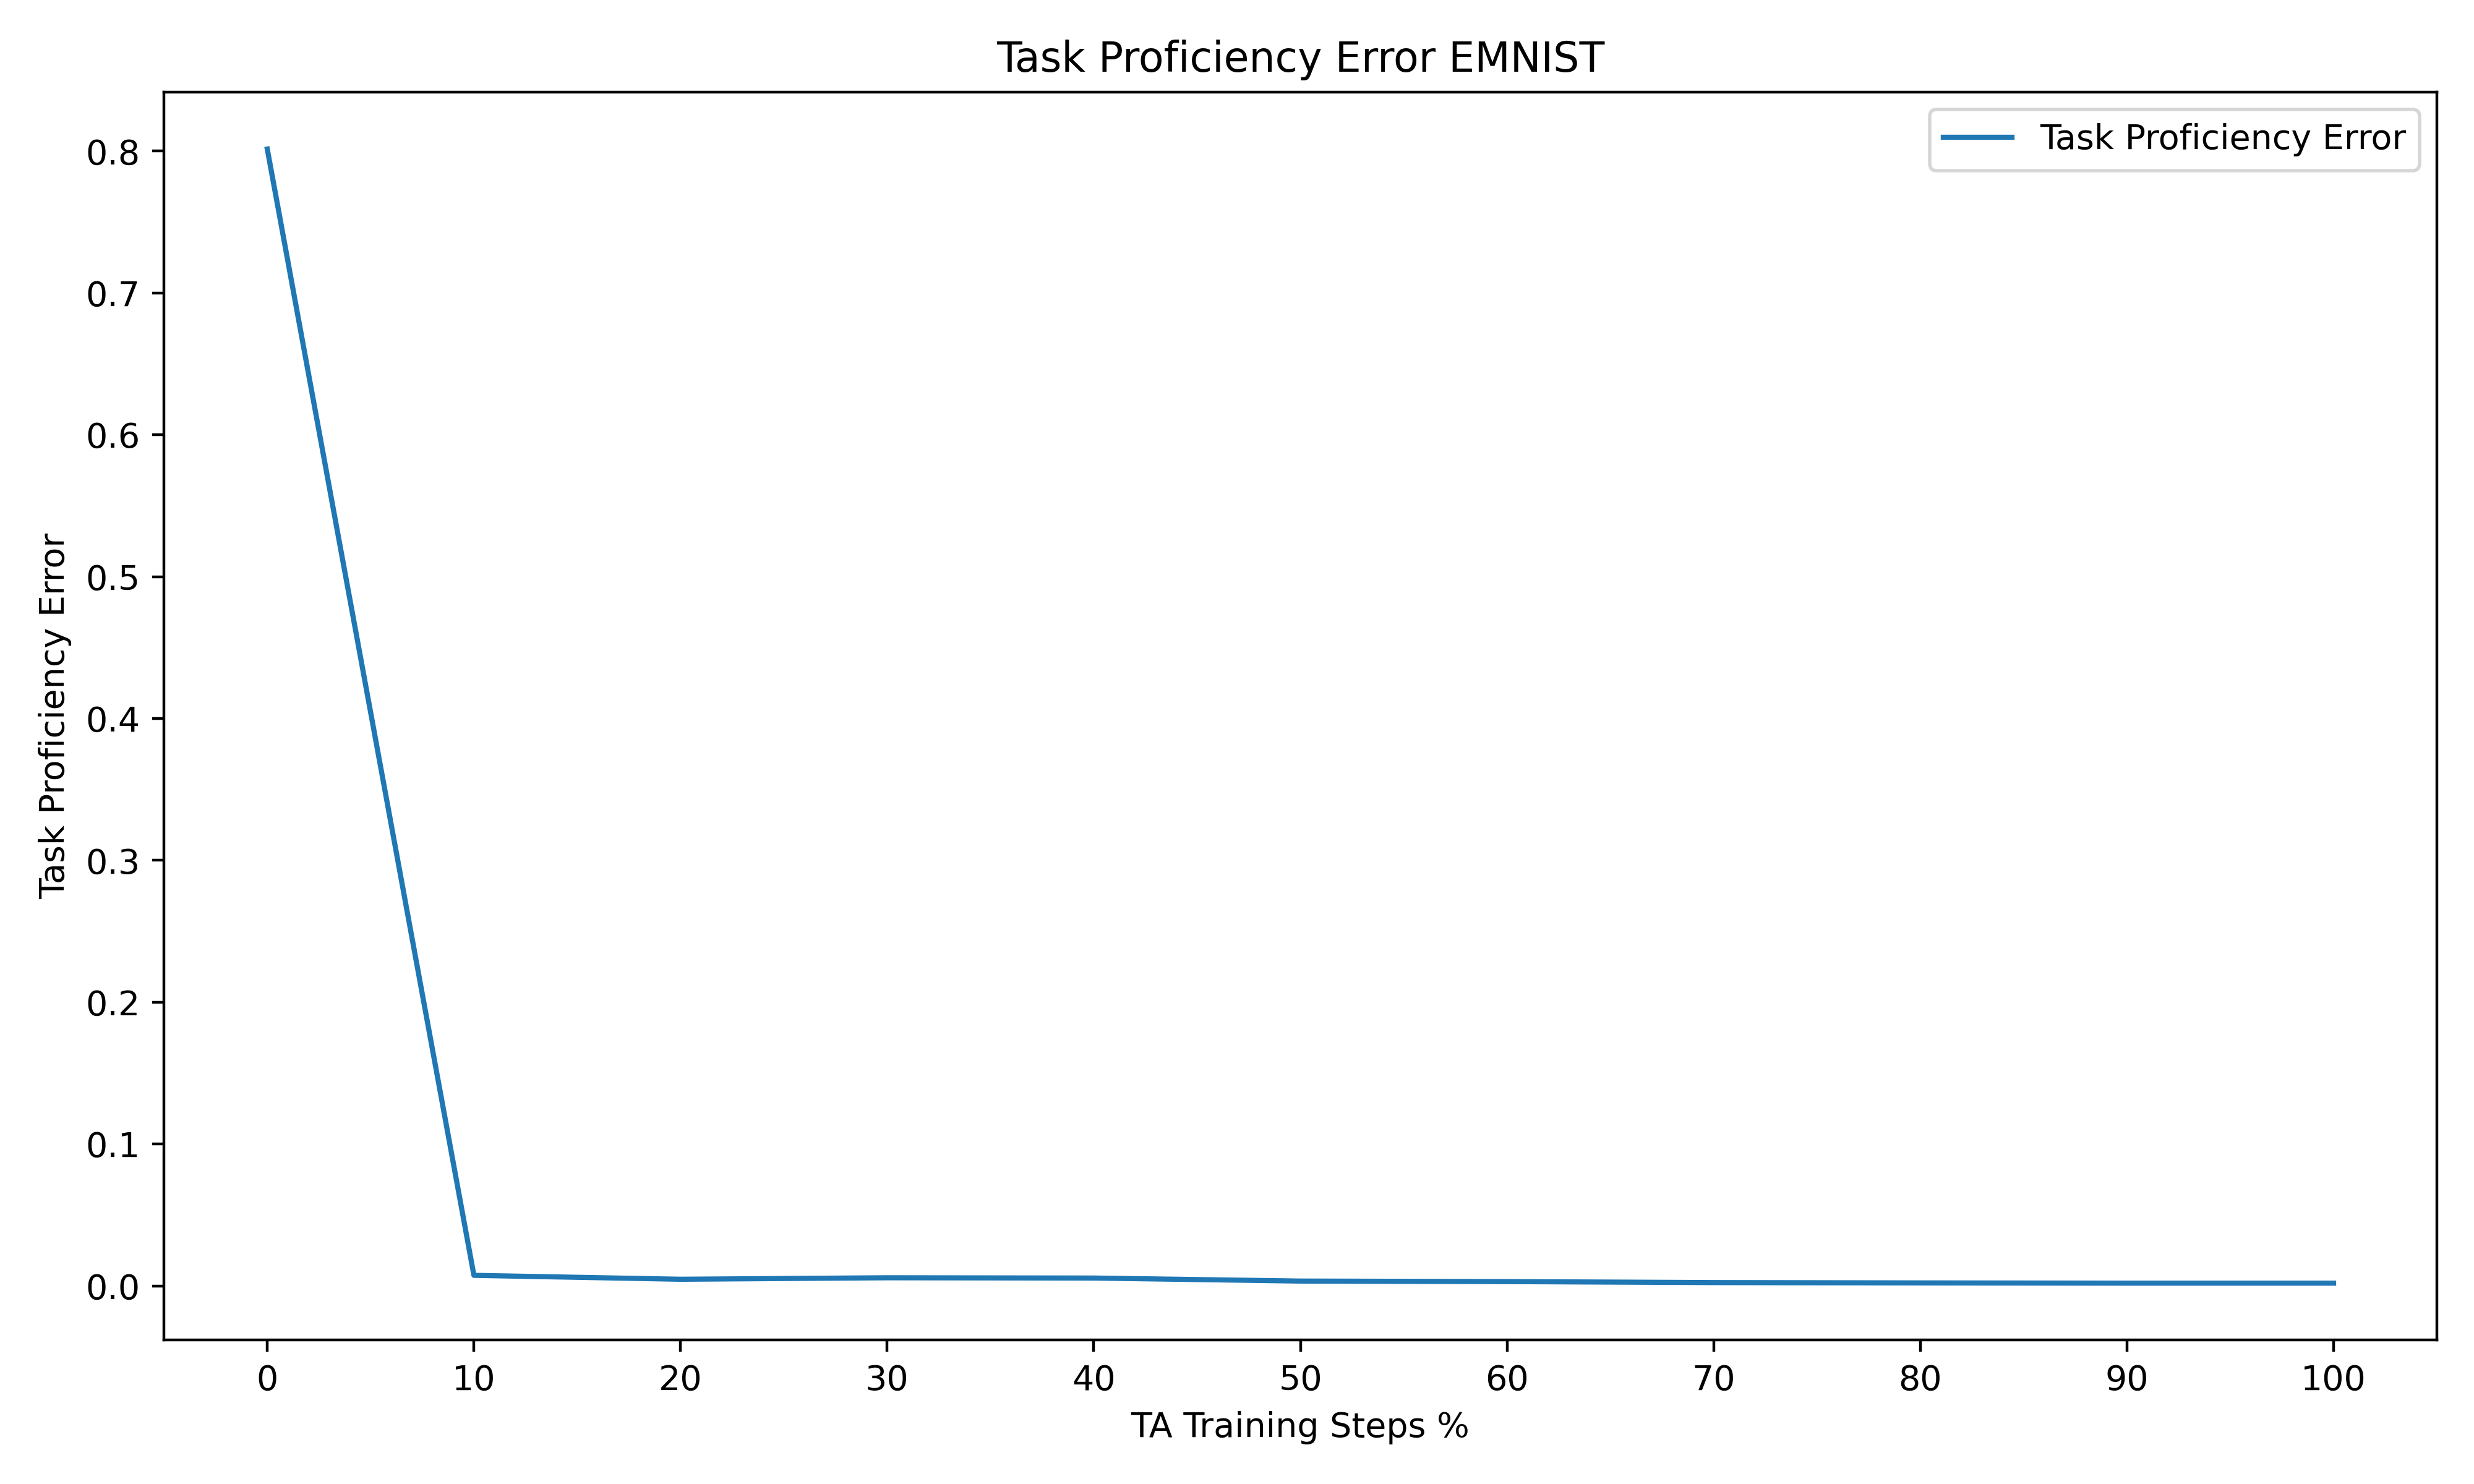 Task Proficiency Error EMNIST
Task Proficiency Error
Task Proficiency Error
0.8
0.7
0.6
0.5
0.4
0.3
0.2
0.1
0.0
0 10 20 30 40 50 60 70 80 90 100
TA Training Steps %